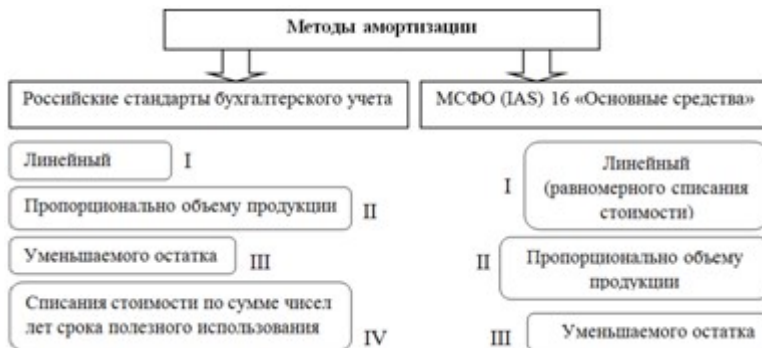 Методы амортизации
Российские стандарты бухгалтерского учета
Линейный
I
Пропорционально объему продукции
II
Уменьшаемого остатка
III
Списания стоимости по сумме чисел
лет срока полезного использования
IV
МСФО (IAS) 16 «Основные средства»
I
Линейный
(равномерного списания
стоимости)
II
Пропорционально объему
продукции
III
Уменьшаемого остатка